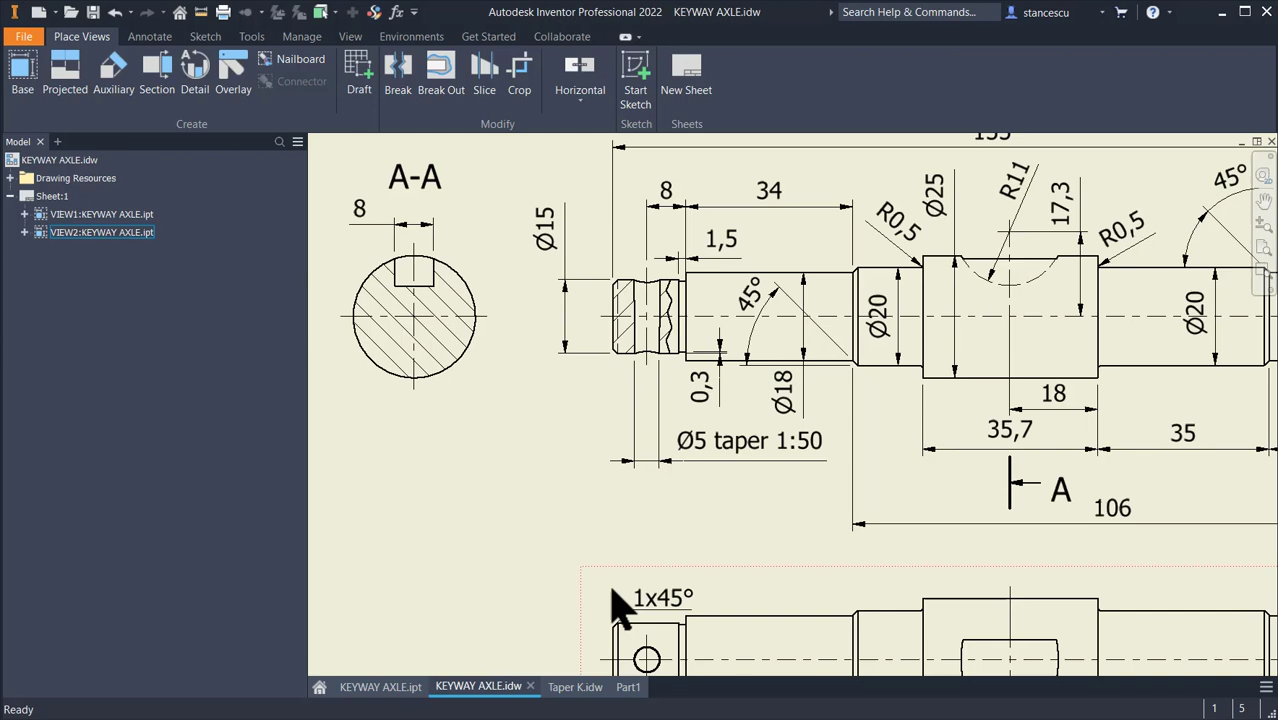 Autodesk Inventor Professional 2022 KEYWAY AXLE.idw
Search Help & Commands...
stancescu
File Place Views Annotate Sketch Tools Manage View Environments Get Started Collaborate
Base Projected Auxiliary Section Detail Overlay
Nailboard
Connector
Draft
Break Break Out Slice Crop
Horizontal
Start Sketch
New Sheet
Create
Modify
Sketch
Sheets
Model
KEYWAY AXLE.idw
Drawing Resources
Sheet:1
VIEW1:KEYWAY AXLE.ipt
VIEW2:KEYWAY AXLE.ipt
A-A
8
155
8
34
Ø15
1,5
R0,5
Ø25
R11
17,3
R0,5
45°
45°
Ø20
Ø20
0,3
Ø18
18
Ø5 taper 1:50
35,7
35
A
106
1x45°
KEYWAY AXLE.ipt KEYWAY AXLE.idw Taper K.idw Part1
Ready
1 5